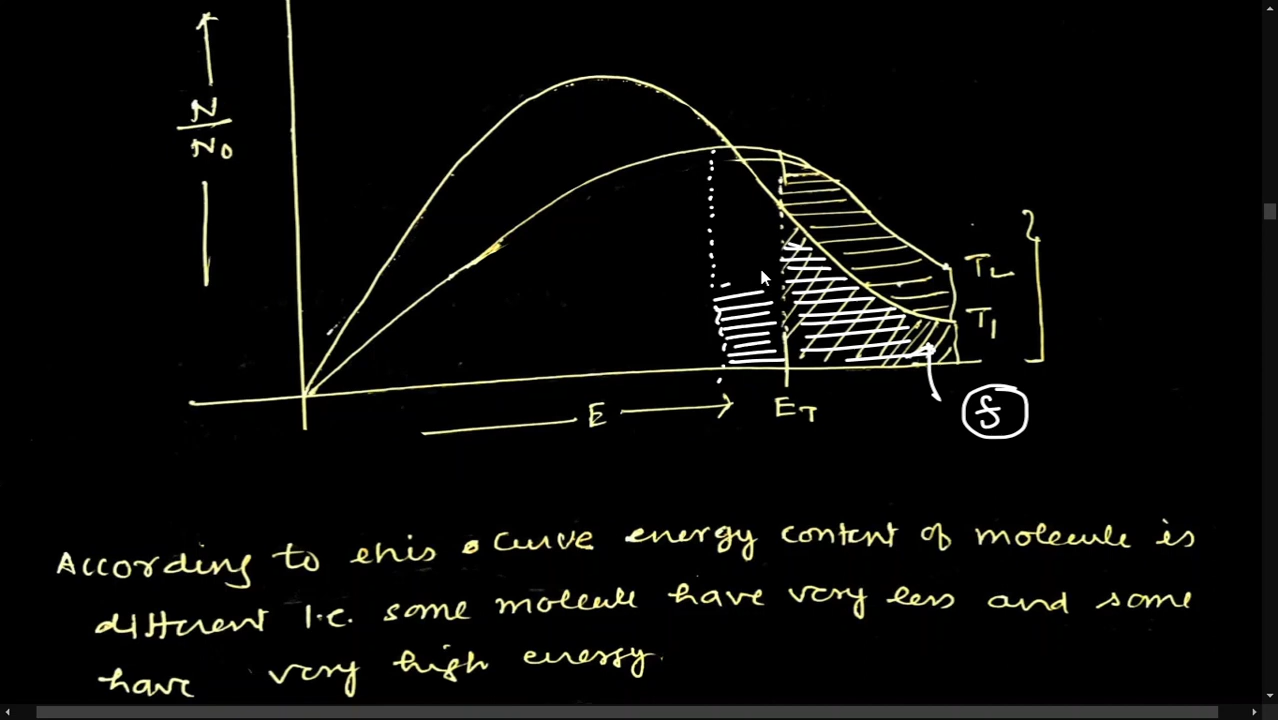 N
N0
T2
T1
E
ET
f
According to this curve energy content of molecule is
different I.e. some molecule have very less and some
have very high energy.